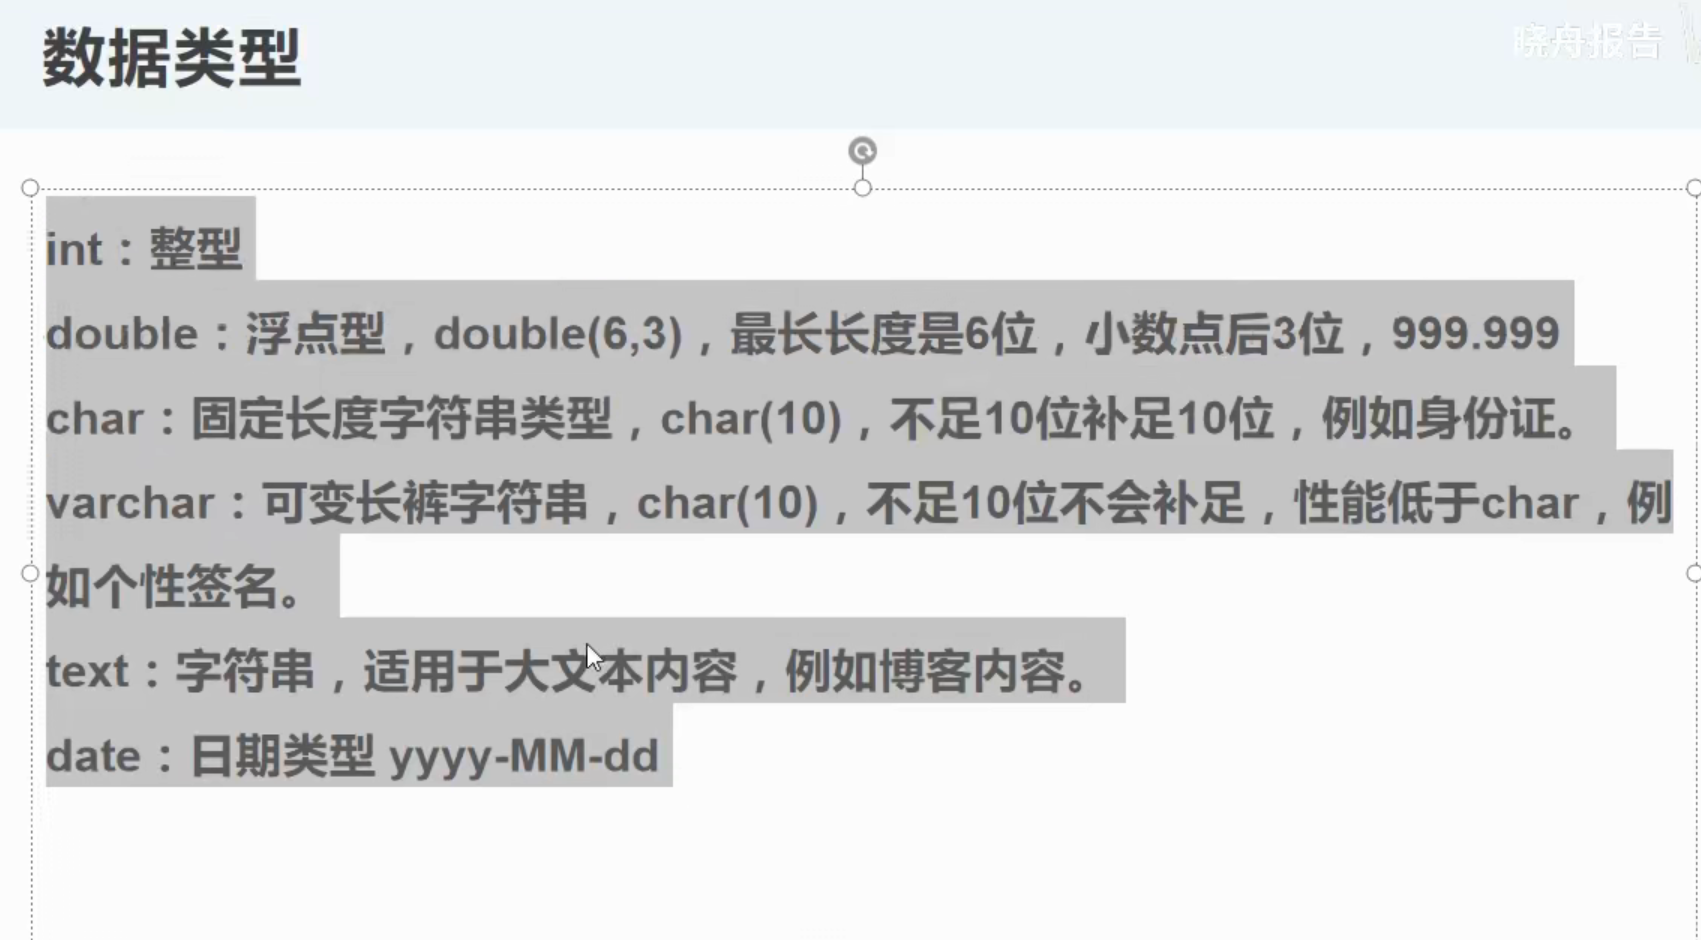 数据类型
晓舟报告
int：整型
double：浮点型，double(6,3)，最长长度是6位，小数点后3位，999.999
char：固定长度字符串类型，char(10)，不足10位补足10位，例如身份证。
varchar：可变长裤字符串，char(10)，不足10位不会补足，性能低于char，例
如个性签名。
text：字符串，适用于大文本内容，例如博客内容。
date：日期类型 yyyy-MM-dd